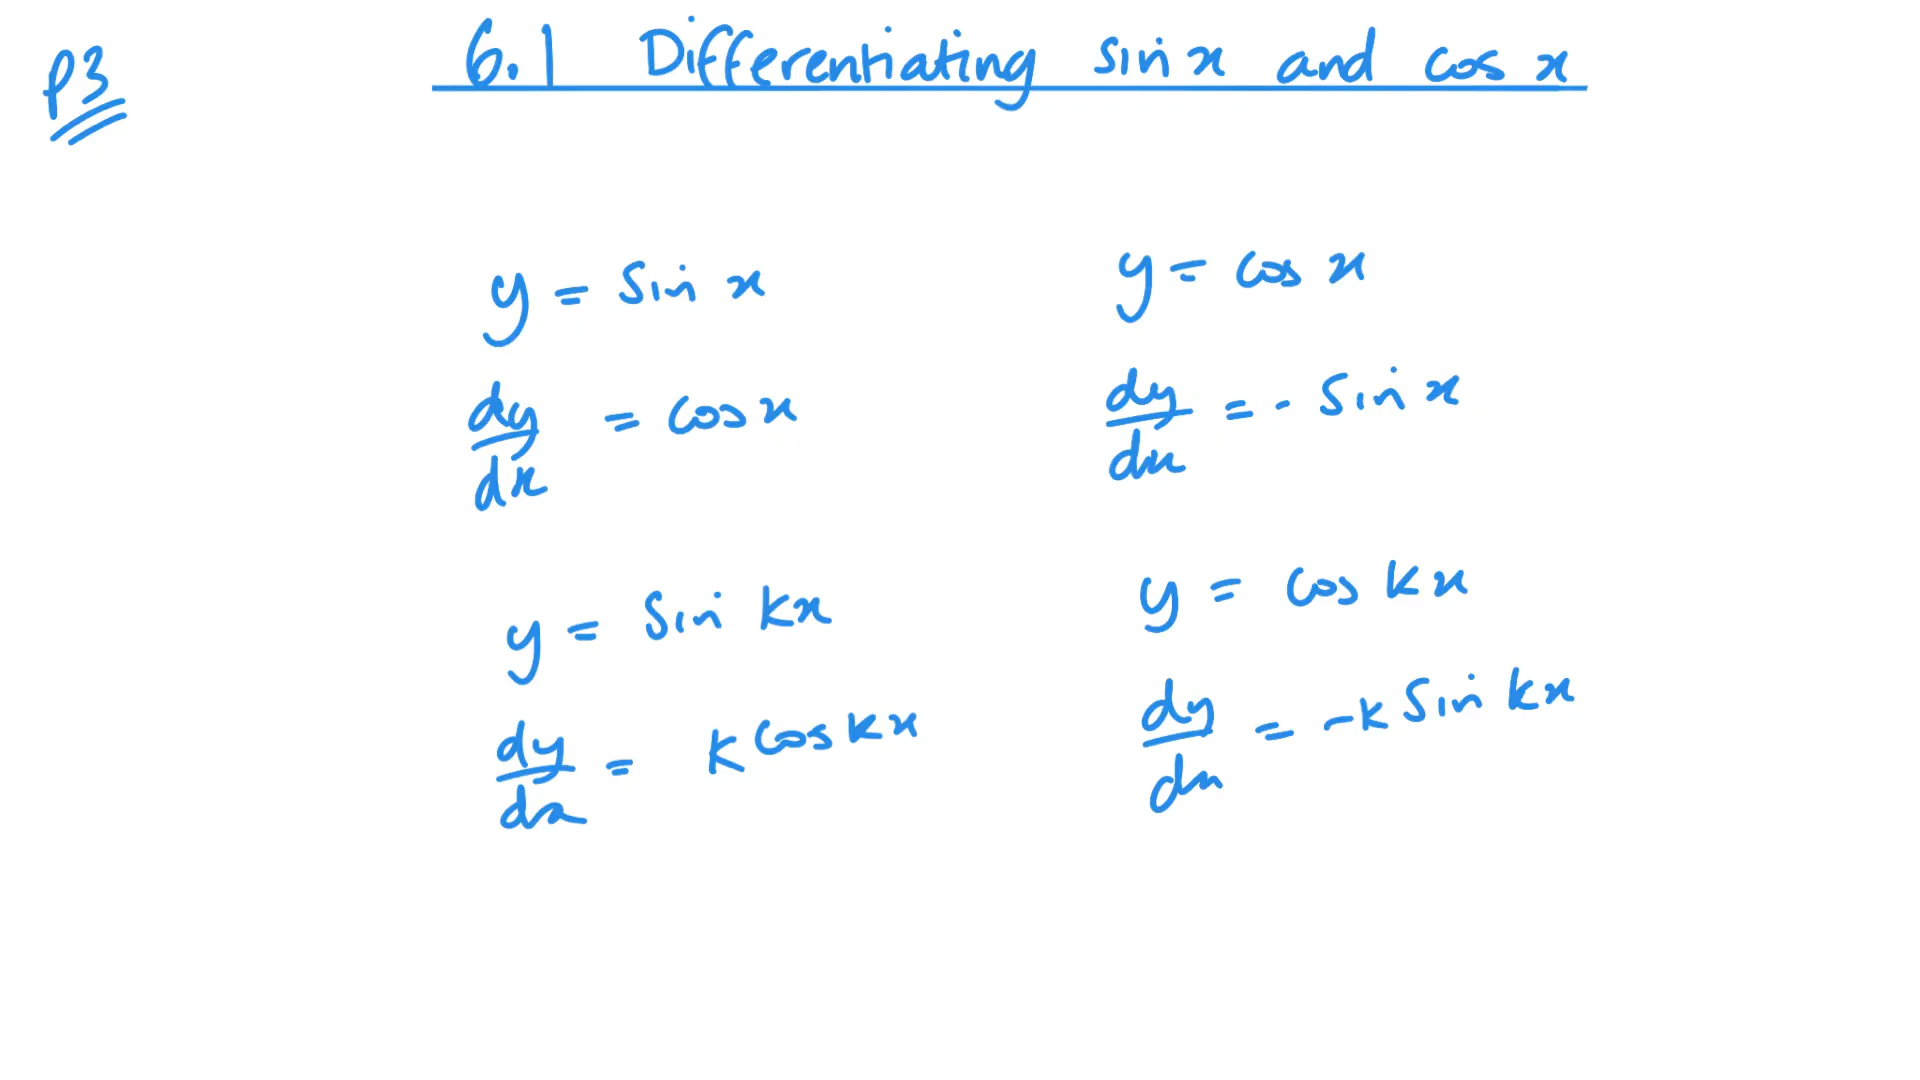 P3
6.1 Differentiating sin x and cos x
y = sin x
dy/dx = cos x
y = cos x
dy/dx = - sin x
y = sin kx
dy/dx = k cos kx
y = cos kx
dy/dx = -k sin kx